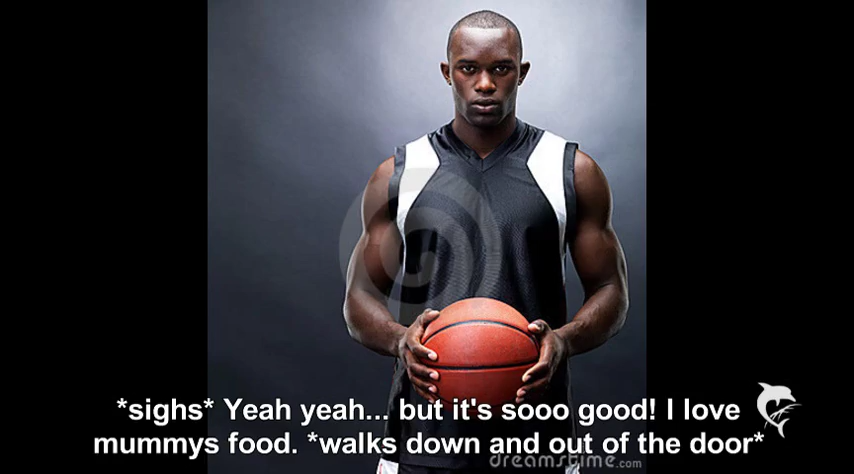 *sighs* Yeah yeah... but it's sooo good! I love
mummys food. *walks down and out of the door*
dreamstime.com